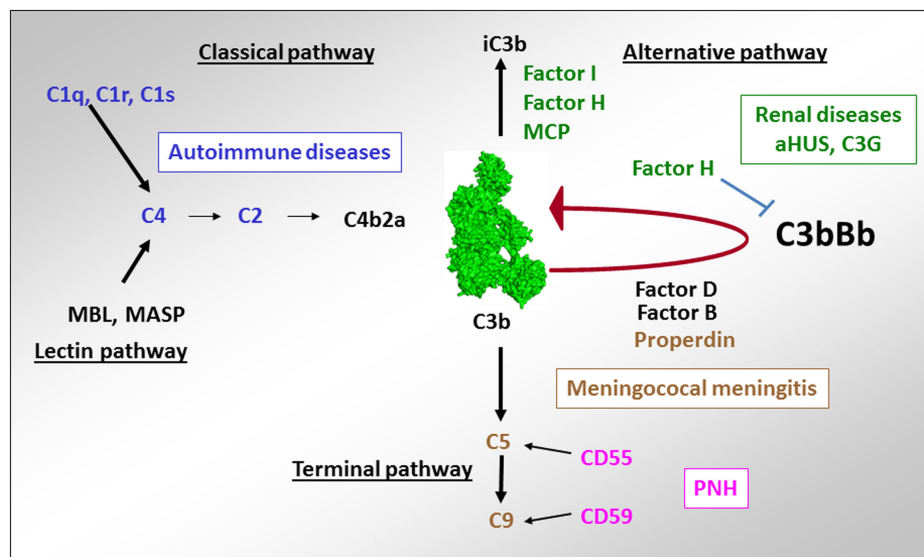 Classical pathway
iC3b
Alternative pathway
C1q, C1r, C1s
Factor I
Factor H
MCP
Renal diseases
aHUS, C3G
Autoimmune diseases
Factor H
C4
C2
C4b2a
C3bBb
MBL, MASP
Lectin pathway
C3b
Factor D
Factor B
Properdin
Meningococal meningitis
C5
CD55
Terminal pathway
PNH
C9
CD59